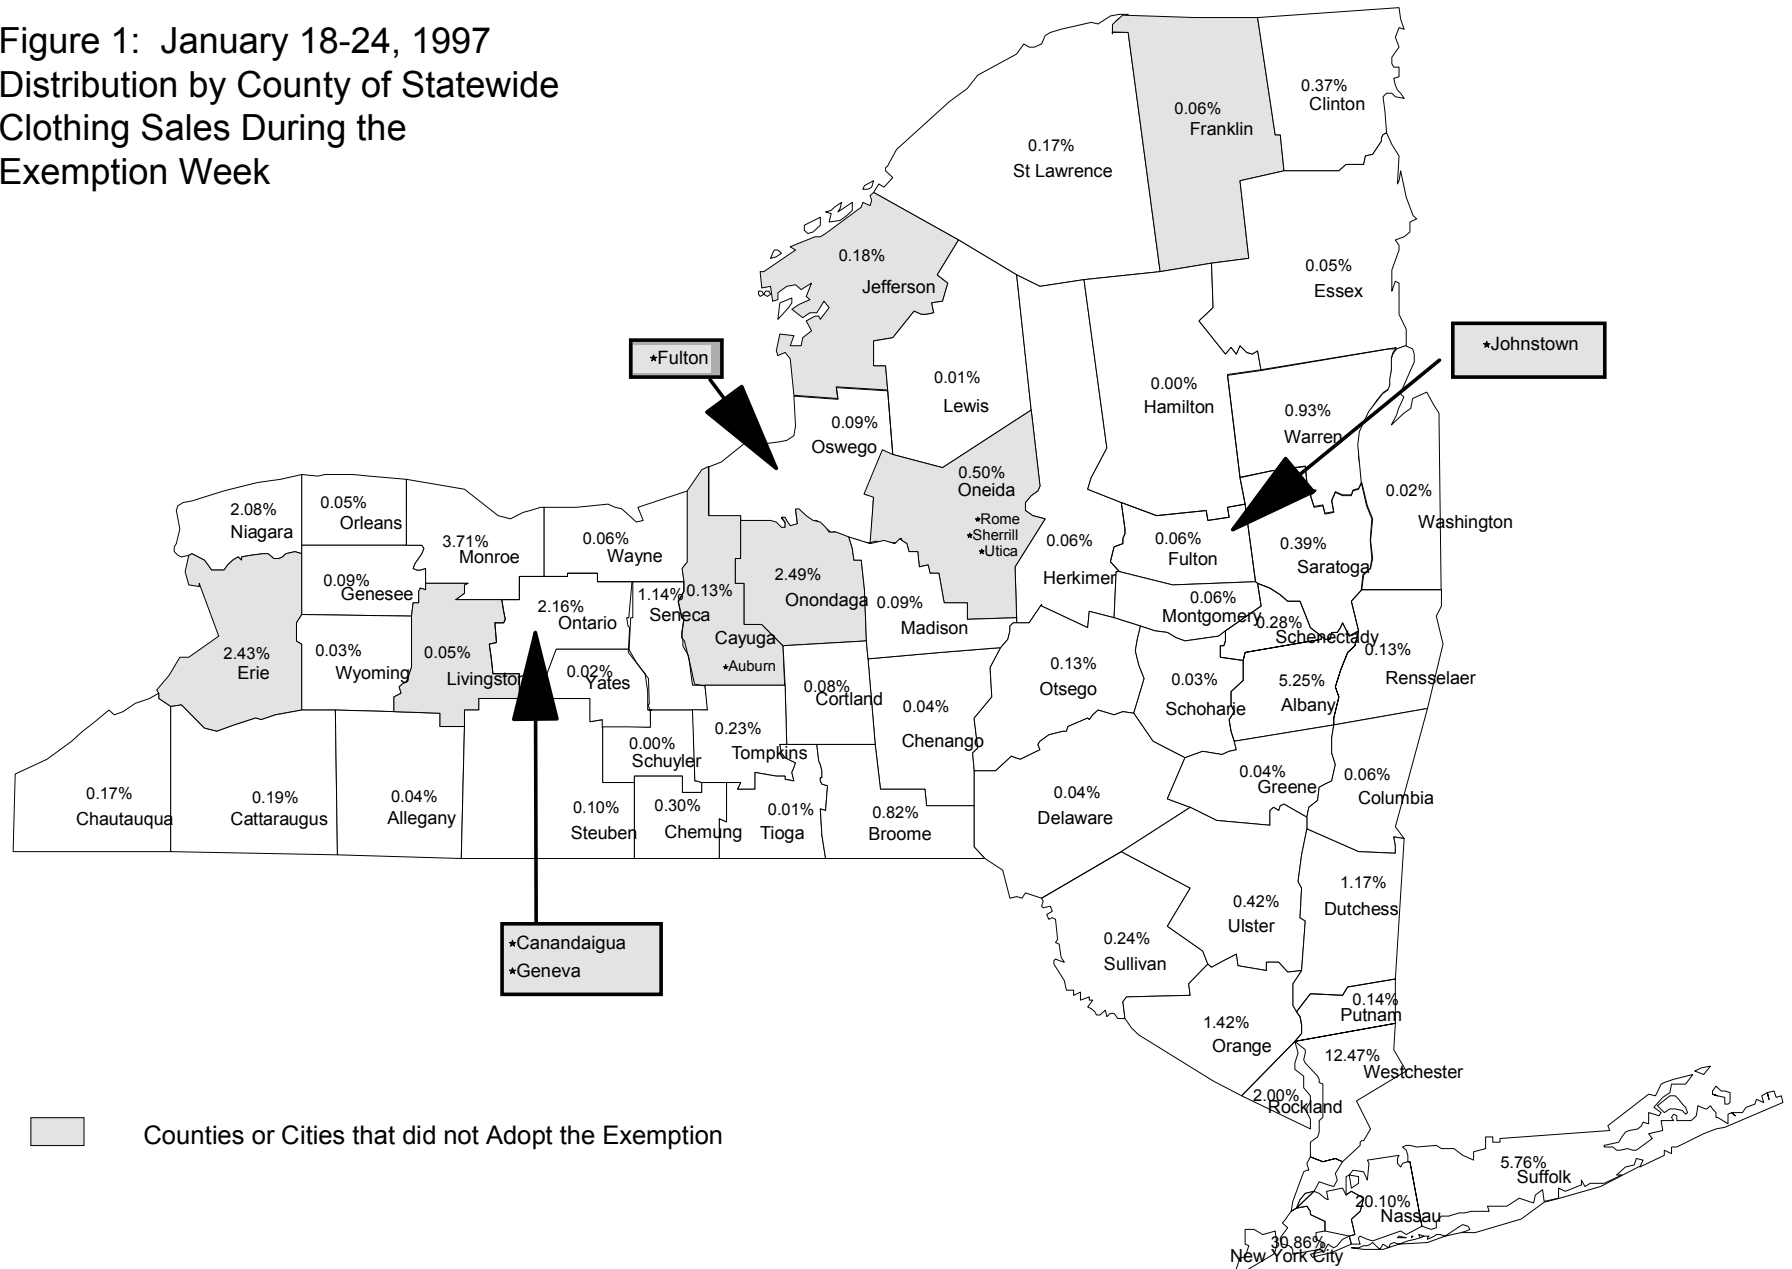 Figure 1: January 18-24, 1997
Distribution by County of Statewide
Clothing Sales During the
Exemption Week
0.37%
Clinton
0.06%
Franklin
0.17%
St Lawrence
0.18%
Jefferson
0.05%
Essex
*Fulton
*Johnstown
0.01%
Lewis
0.00%
Hamilton
0.93%
Warren
0.09%
Oswego
0.50%
Oneida
*Rome
*Sherrill
*Utica
0.02%
Washington
2.08%
Niagara
0.05%
Orleans
3.71%
Monroe
0.06%
Wayne
0.06%
Herkimer
0.06%
Fulton
0.39%
Saratoga
0.09%
Genesee
2.16%
Ontario
1.14%
Seneca
0.13%
Cayuga
*Auburn
2.49%
Onondaga
0.09%
Madison
0.06%
Montgomery
0.28%
Schenectady
0.13%
Rensselaer
2.43%
Erie
0.03%
Wyoming
0.05%
Livingston
0.02%
Yates
0.08%
Cortland
0.04%
Chenango
0.13%
Otsego
0.03%
Schoharie
5.25%
Albany
0.00%
Schuyler
0.23%
Tompkins
0.17%
Chautauqua
0.19%
Cattaraugus
0.04%
Allegany
0.10%
Steuben
0.30%
Chemung
0.01%
Tioga
0.82%
Broome
0.04%
Delaware
0.04%
Greene
0.06%
Columbia
*Canandaigua
*Geneva
0.24%
Sullivan
0.42%
Ulster
1.17%
Dutchess
0.14%
Putnam
1.42%
Orange
12.47%
Westchester
2.00%
Rockland
Counties or Cities that did not Adopt the Exemption
5.76%
Suffolk
20.10%
Nassau
30.86%
New York City